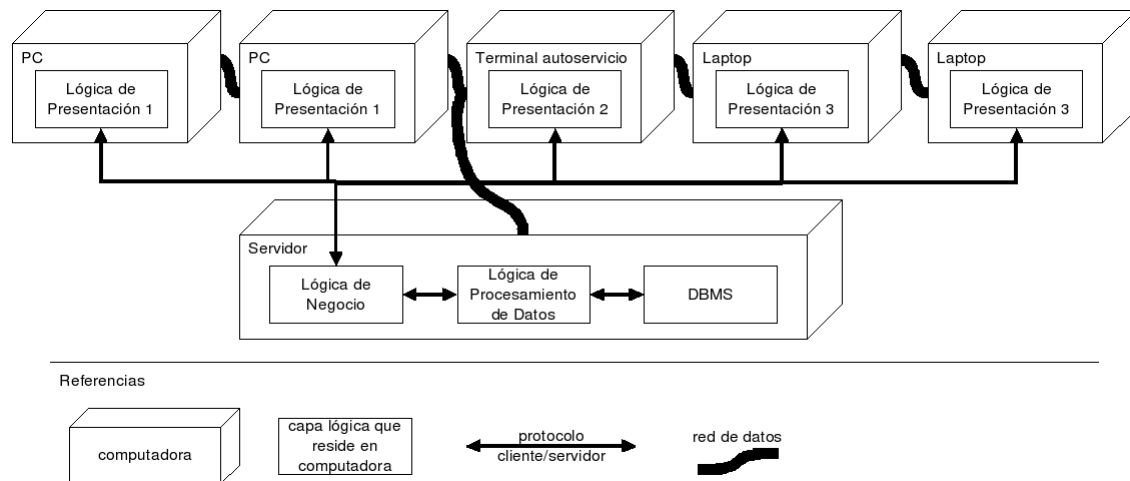 PC
Lógica de
Presentación 1
PC
Lógica de
Presentación 1
Terminal autoservicio
Lógica de
Presentación 2
Laptop
Lógica de
Presentación 3
Laptop
Lógica de
Presentación 3
Servidor
Lógica de
Negocio
Lógica de
Procesamiento
de Datos
DBMS
Referencias
computadora
capa lógica que
reside en
computadora
protocolo
cliente/servidor
red de datos